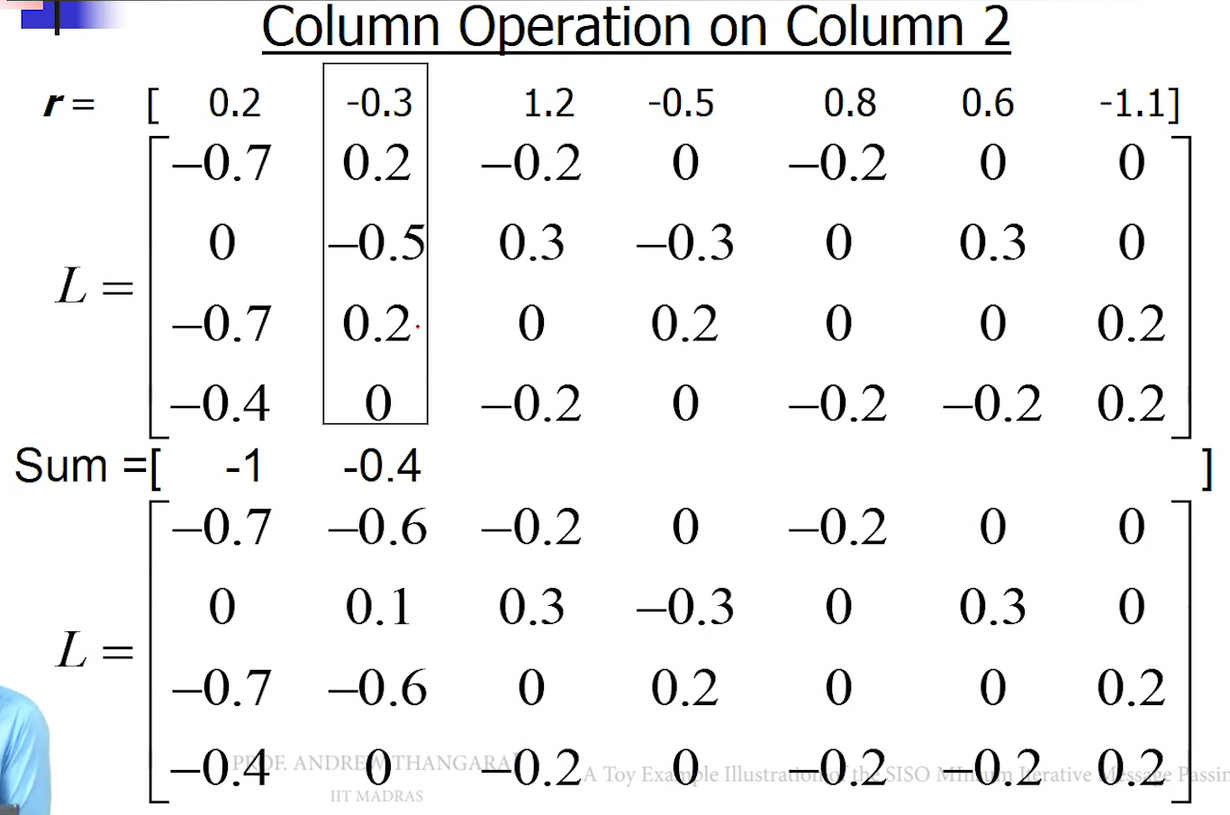 Column Operation on Column 2
r = [ 0.2 -0.3 1.2 -0.5 0.8 0.6 -1.1]
−0.7 0.2 −0.2 0 −0.2 0 0
0 −0.5 0.3 −0.3 0 0.3 0
L =
−0.7 0.2 0 0.2 0 0 0.2
−0.4 0 −0.2 0 −0.2 −0.2 0.2
Sum =[ -1 -0.4 ]
−0.7 −0.6 −0.2 0 −0.2 0 0
0 0.1 0.3 −0.3 0 0.3 0
L =
−0.7 −0.6 0 0.2 0 0 0.2
−0.4 0 −0.2 0 −0.2 −0.2 0.2
PROF. ANDREW THANGARAJ
A Toy Example Illustration of the SISO Iterative Message
IIT MADRAS